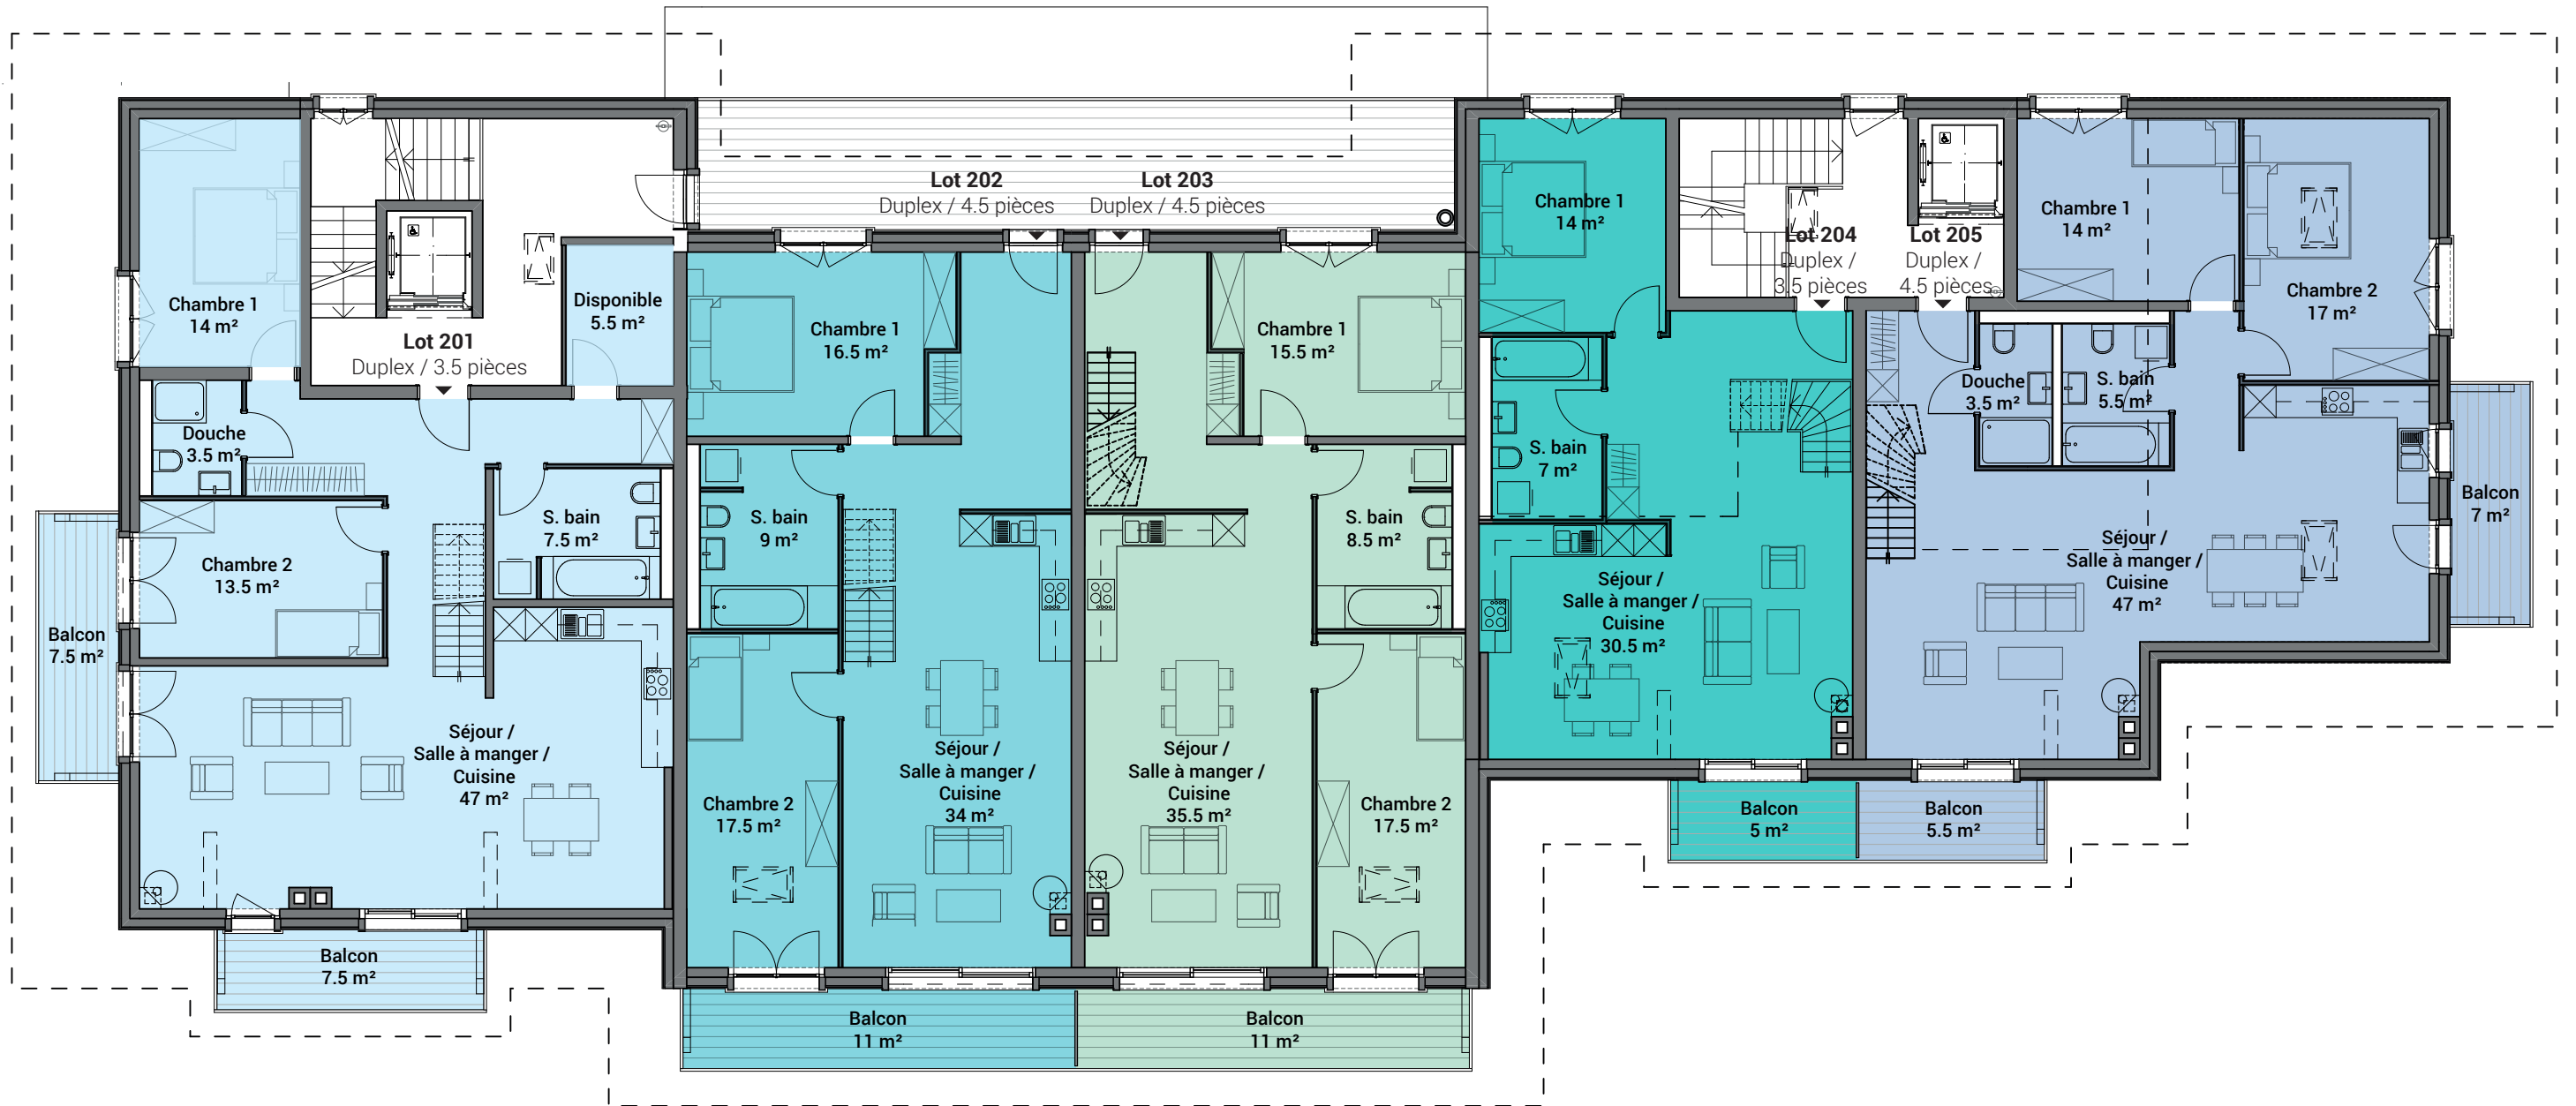 Lot 201
Duplex / 3.5 pièces
Chambre 1
14 m²
Disponible
5.5 m²
Douche
3.5 m²
Chambre 2
13.5 m²
S. bain
7.5 m²
Balcon
7.5 m²
Séjour /
Salle à manger /
Cuisine
47 m²
Balcon
7.5 m²
Lot 202
Duplex / 4.5 pièces
Chambre 1
16.5 m²
S. bain
9 m²
Chambre 2
17.5 m²
Séjour /
Salle à manger /
Cuisine
34 m²
Balcon
11 m²
Lot 203
Duplex / 4.5 pièces
Chambre 1
15.5 m²
S. bain
8.5 m²
Séjour /
Salle à manger /
Cuisine
35.5 m²
Chambre 2
17.5 m²
Balcon
11 m²
Lot 204
Duplex /
3.5 pièces
Chambre 1
14 m²
S. bain
7 m²
Séjour /
Salle à manger /
Cuisine
30.5 m²
Balcon
5 m²
Lot 205
Duplex /
4.5 pièces
Chambre 1
14 m²
Chambre 2
17 m²
Douche
3.5 m²
S. bain
5.5 m²
Séjour /
Salle à manger /
Cuisine
47 m²
Balcon
7 m²
Balcon
5.5 m²